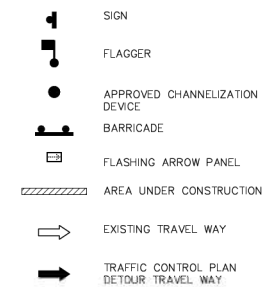 SIGN
FLAGGER
APPROVED CHANNELIZATION
DEVICE
BARRICADE
FLASHING ARROW PANEL
AREA UNDER CONSTRUCTION
EXISTING TRAVEL WAY
TRAFFIC CONTROL PLAN
DETOUR TRAVEL WAY